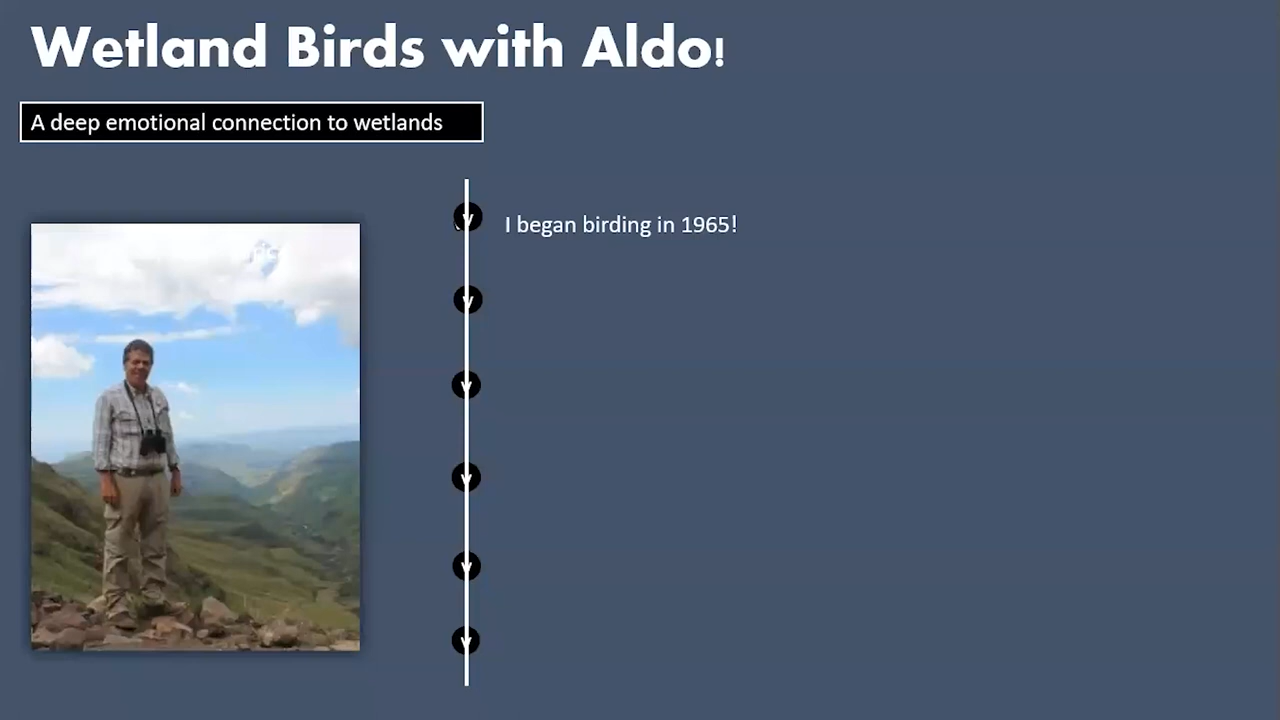 Wetland Birds with Aldo!
A deep emotional connection to wetlands
I began birding in 1965!